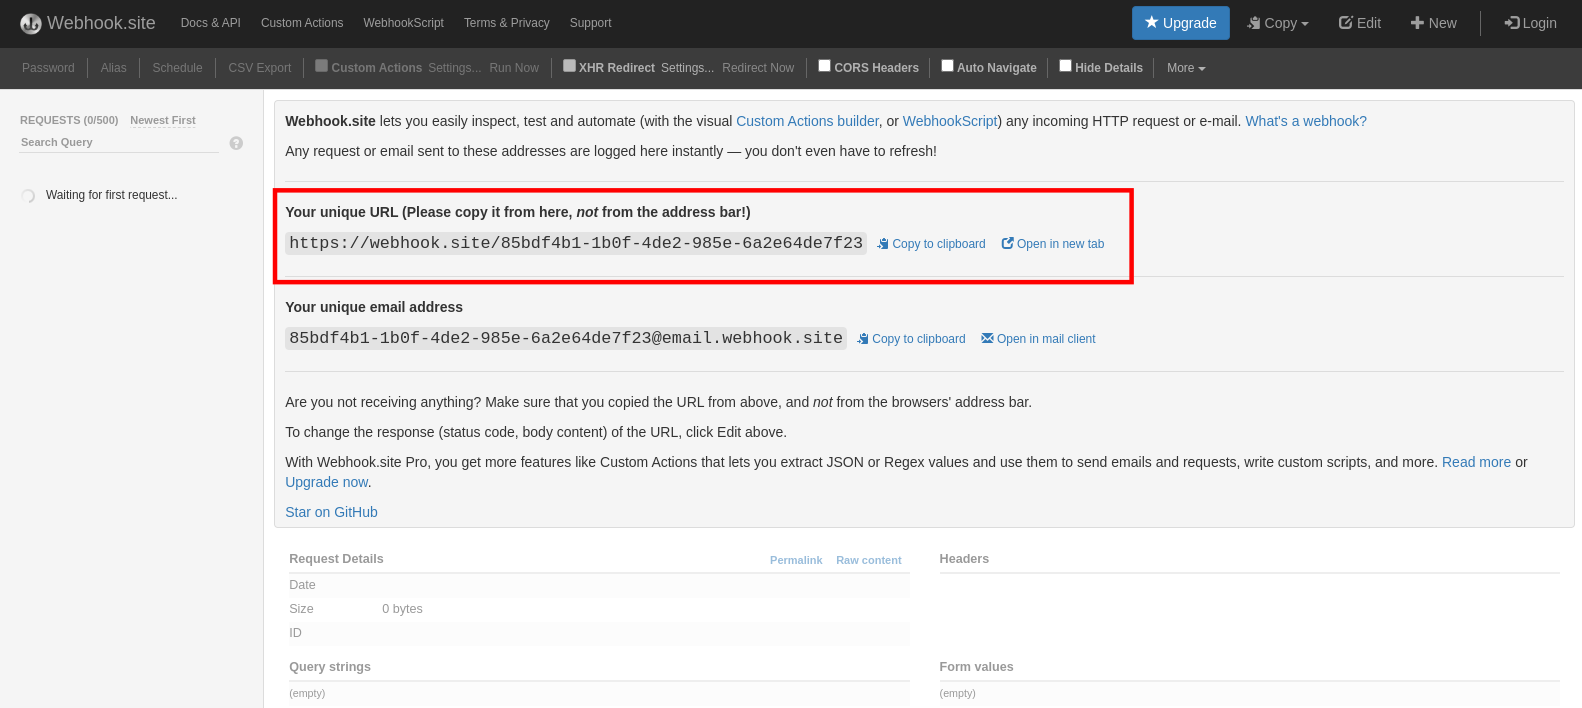 Webhook.site Docs & API Custom Actions WebhookScript Terms & Privacy Support Upgrade Copy Edit New Login
Password Alias Schedule CSV Export Custom Actions Settings... Run Now XHR Redirect Settings... Redirect Now CORS Headers Auto Navigate Hide Details More
REQUESTS (0/500) Newest First
Search Query
Waiting for first request...
Webhook.site lets you easily inspect, test and automate (with the visual Custom Actions builder, or WebhookScript) any incoming HTTP request or e-mail. What's a webhook?
Any request or email sent to these addresses are logged here instantly — you don't even have to refresh!
Your unique URL (Please copy it from here, not from the address bar!)
https://webhook.site/85bdf4b1-1b0f-4de2-985e-6a2e64de7f23 Copy to clipboard Open in new tab
Your unique email address
85bdf4b1-1b0f-4de2-985e-6a2e64de7f23@email.webhook.site Copy to clipboard Open in mail client
Are you not receiving anything? Make sure that you copied the URL from above, and not from the browsers' address bar.
To change the response (status code, body content) of the URL, click Edit above.
With Webhook.site Pro, you get more features like Custom Actions that lets you extract JSON or Regex values and use them to send emails and requests, write custom scripts, and more. Read more or
Upgrade now.
Star on GitHub
Request Details Permalink Raw content
Date
Size 0 bytes
ID
Headers
Query strings
(empty)
Form values
(empty)